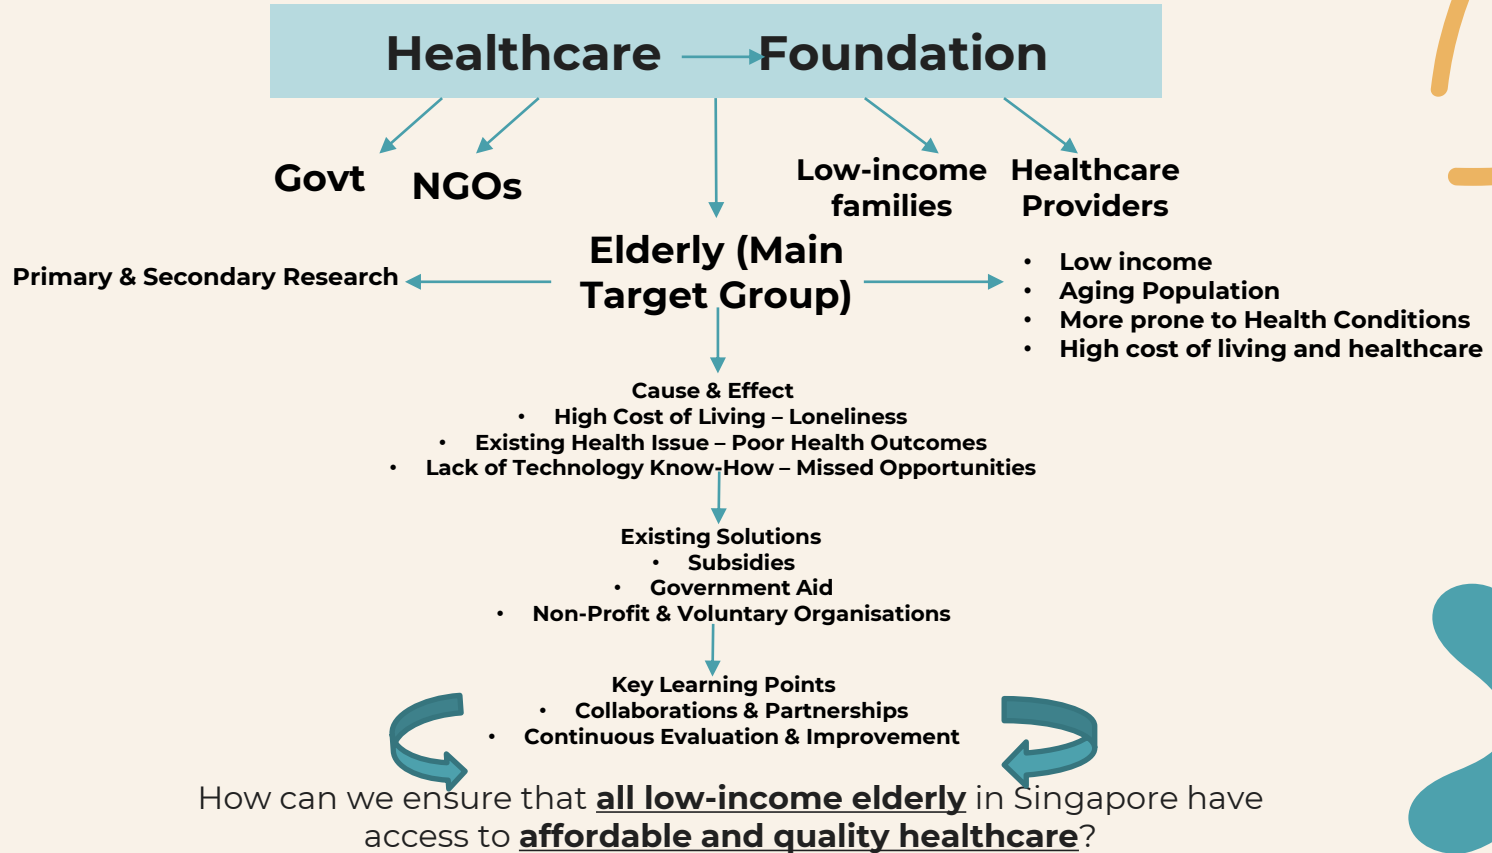 Healthcare Foundation
Govt
NGOs
Low-income
families
Healthcare
Providers
Elderly (Main
Target Group)
Primary & Secondary Research
• Low income
• Aging Population
• More prone to Health Conditions
• High cost of living and healthcare
Cause & Effect
• High Cost of Living – Loneliness
• Existing Health Issue – Poor Health Outcomes
• Lack of Technology Know-How – Missed Opportunities
Existing Solutions
• Subsidies
• Government Aid
• Non-Profit & Voluntary Organisations
Key Learning Points
• Collaborations & Partnerships
• Continuous Evaluation & Improvement
How can we ensure that all low-income elderly in Singapore have
access to affordable and quality healthcare?